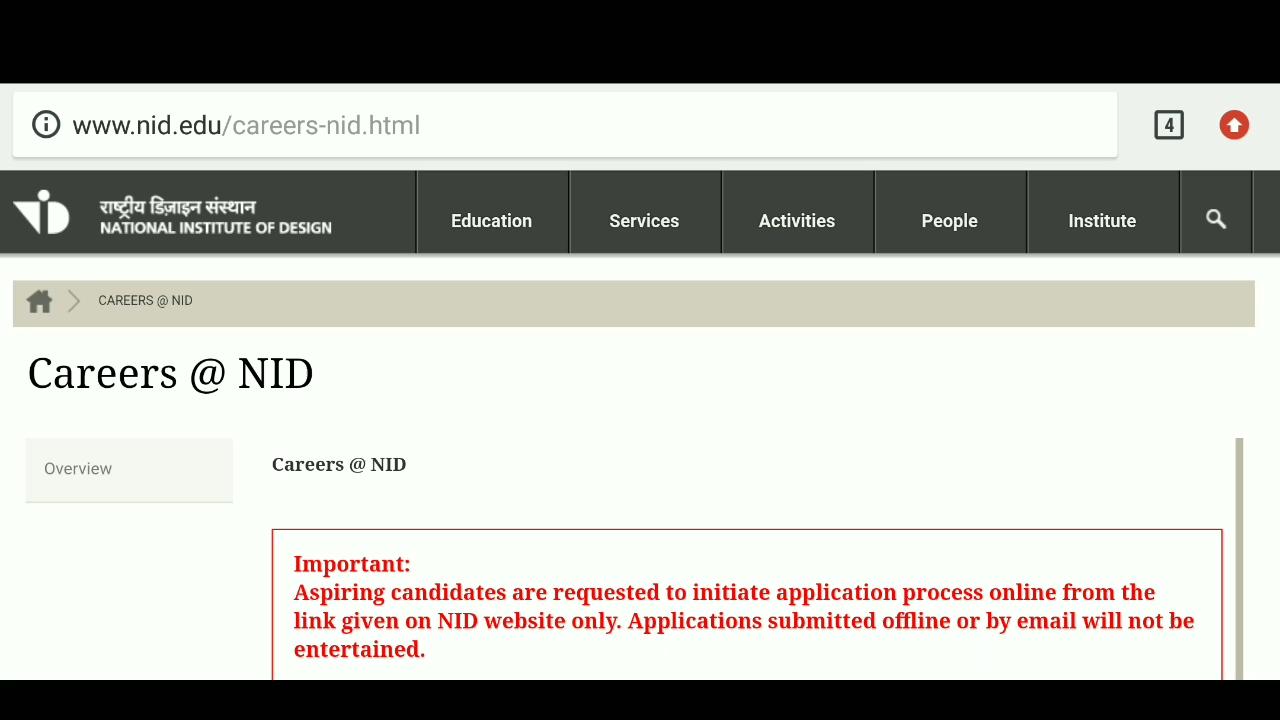 www.nid.edu/careers-nid.html
4
राष्ट्रीय डिज़ाइन संस्थान
NATIONAL INSTITUTE OF DESIGN
Education
Services
Activities
People
Institute
CAREERS @ NID
Careers @ NID
Overview
Careers @ NID
Important:
Aspiring candidates are requested to initiate application process online from the
link given on NID website only. Applications submitted offline or by email will not be
entertained.